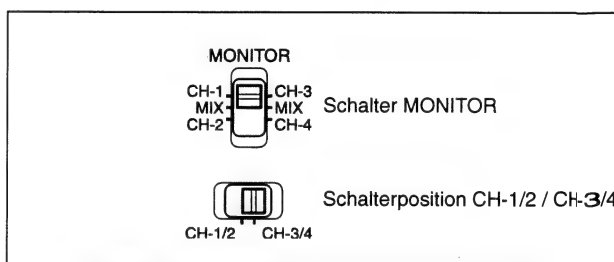 MONITOR
CH-1 CH-3
MIX MIX Schalter MONITOR
CH-2 CH-4
Schalterposition CH-1/2 / CH-3/4
CH-1/2 CH-3/4